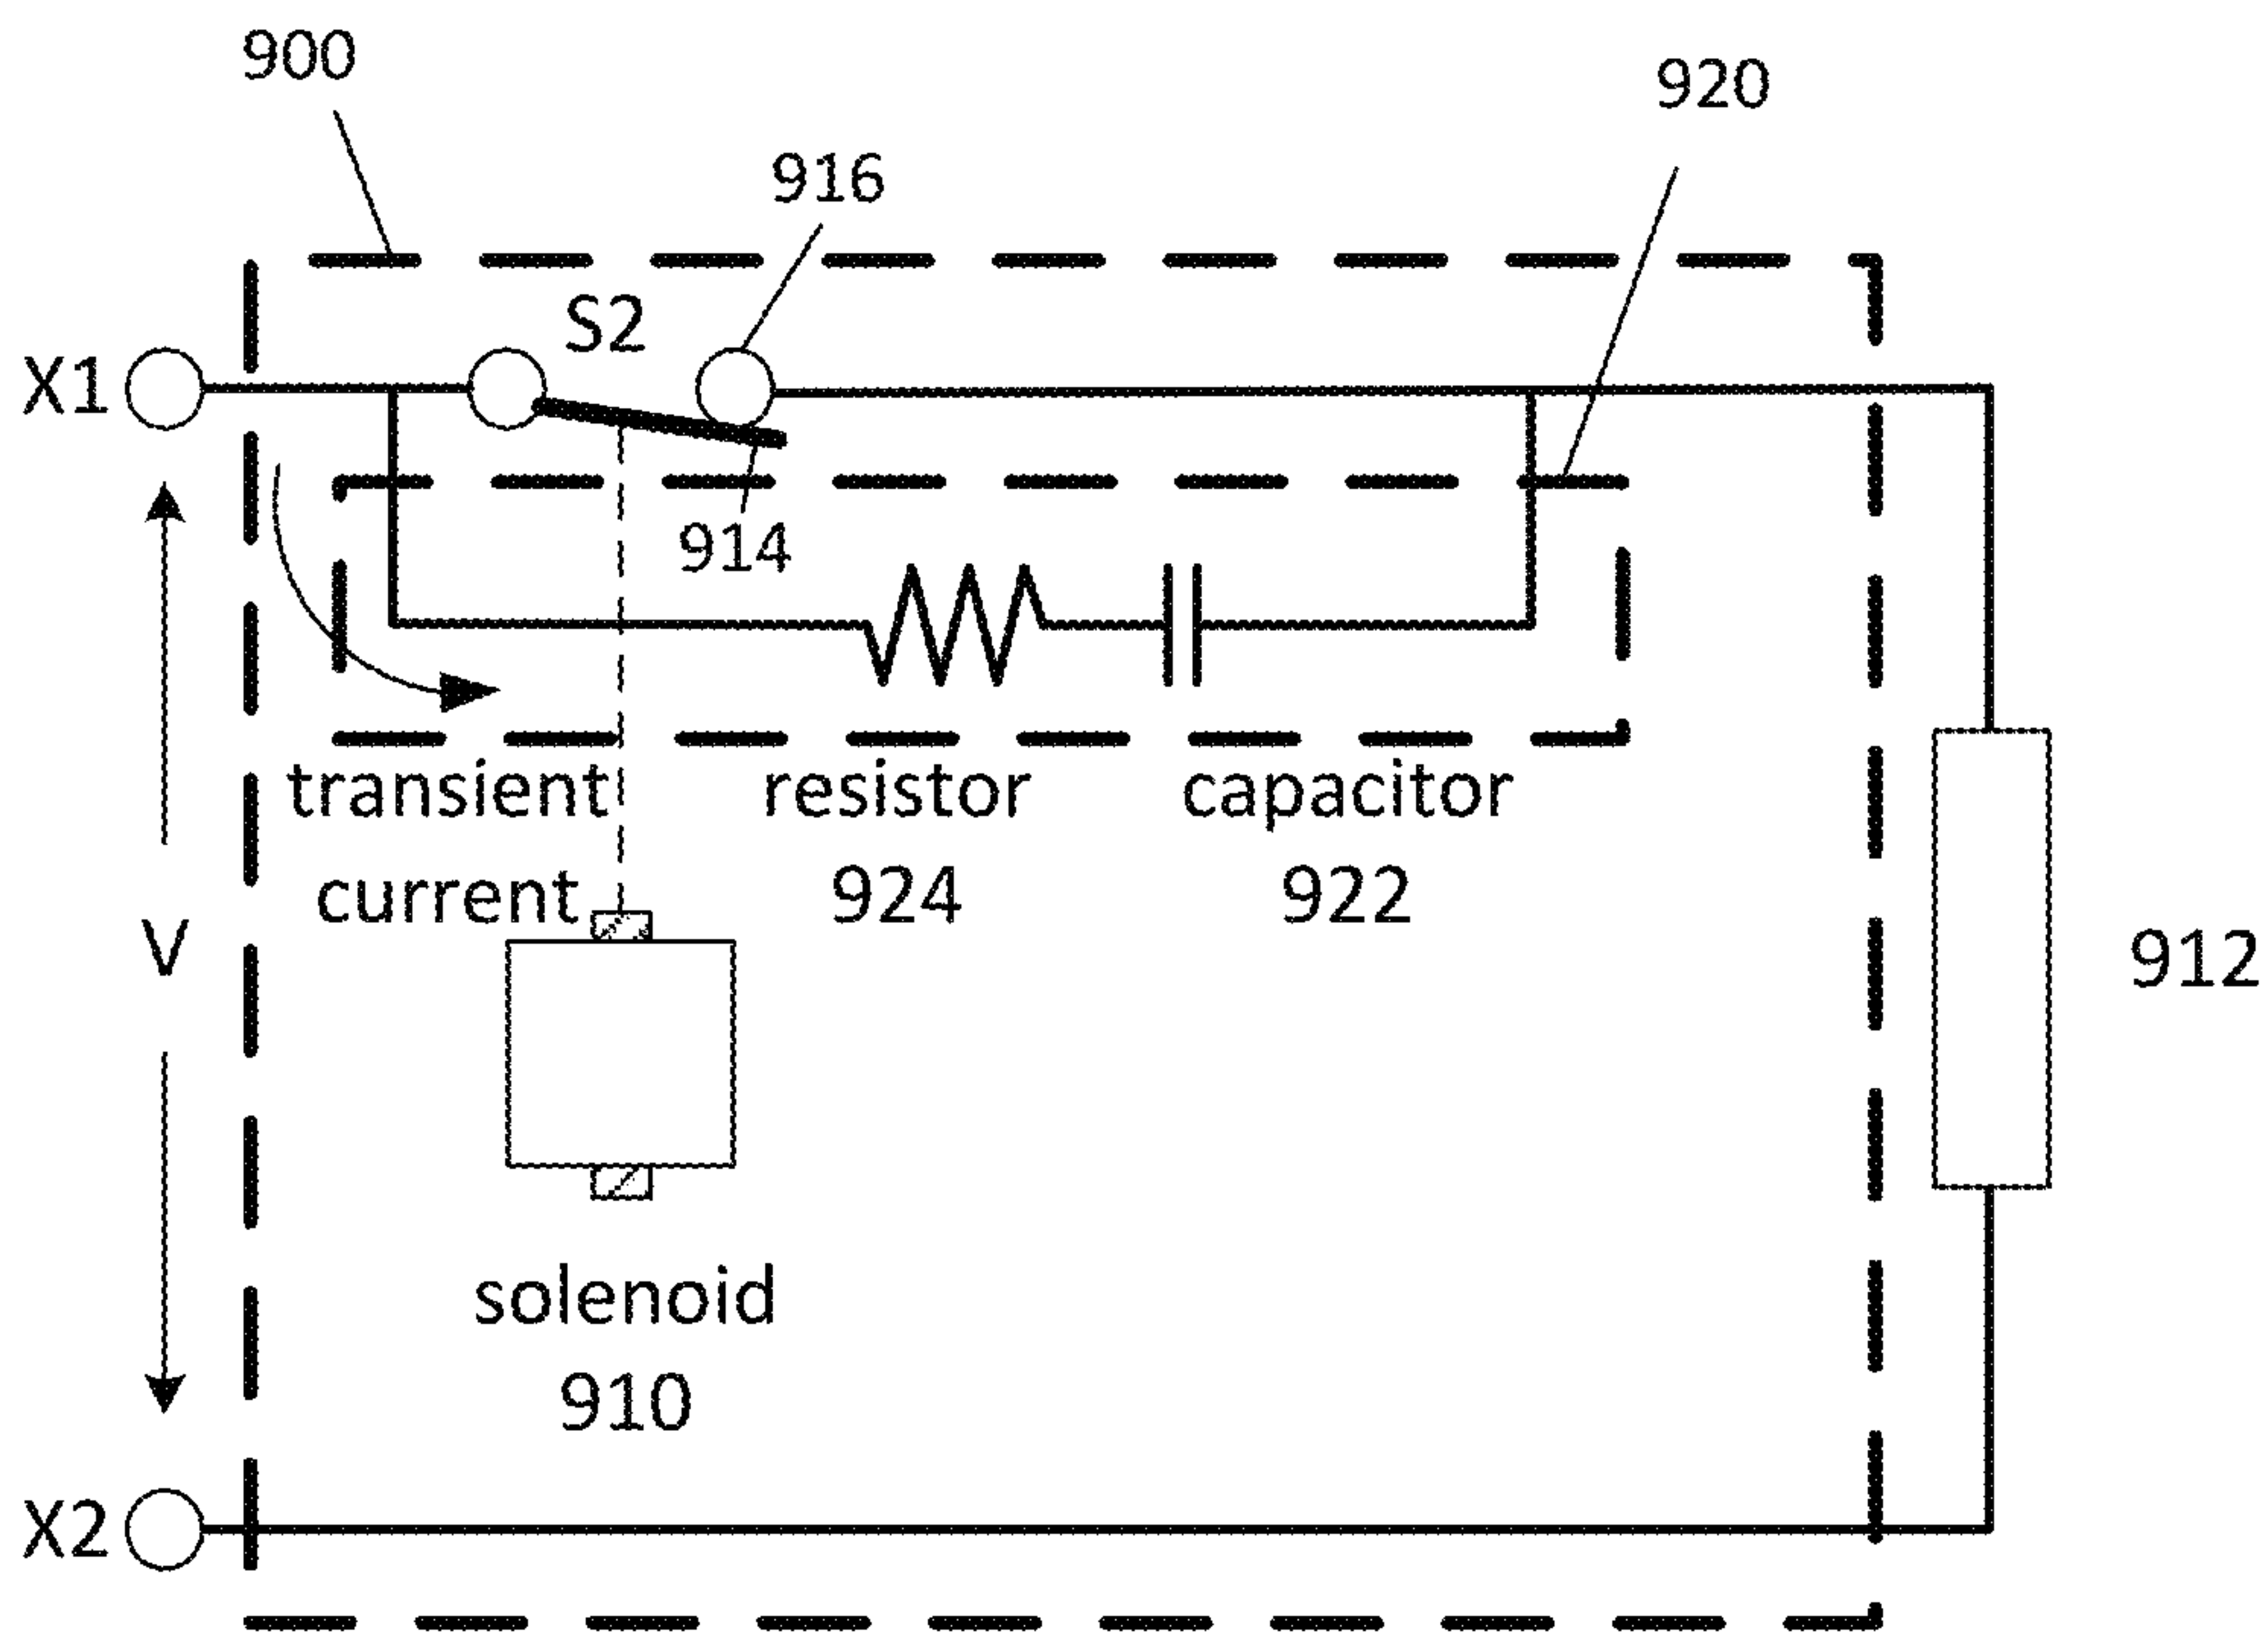 900
920
916
S2
X1
914
transient
current
resistor
924
capacitor
922
V
912
solenoid
910
X2